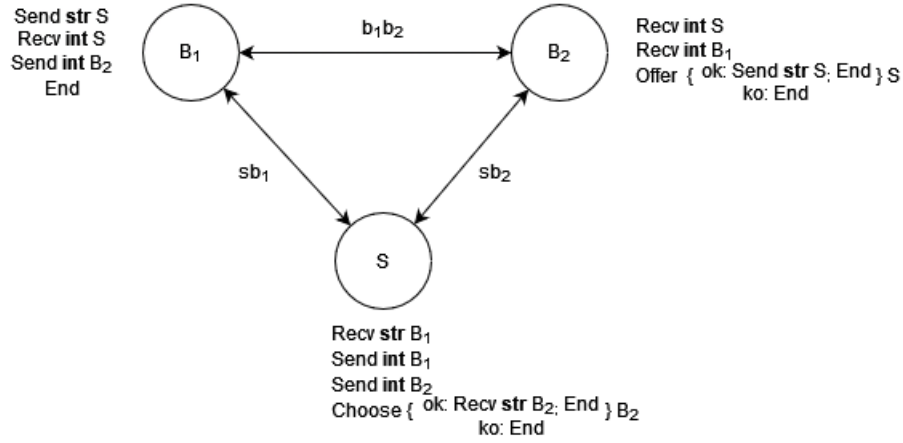 Send str S
Recv int S
Send int B₂
End
B₁
b₁b₂
B₂
Recv int S
Recv int B₁
Offer { ok: Send str S; End } S
ko: End
sb₁
sb₂
S
Recv str B₁
Send int B₁
Send int B₂
Choose { ok: Recv str B₂; End } B₂
ko: End